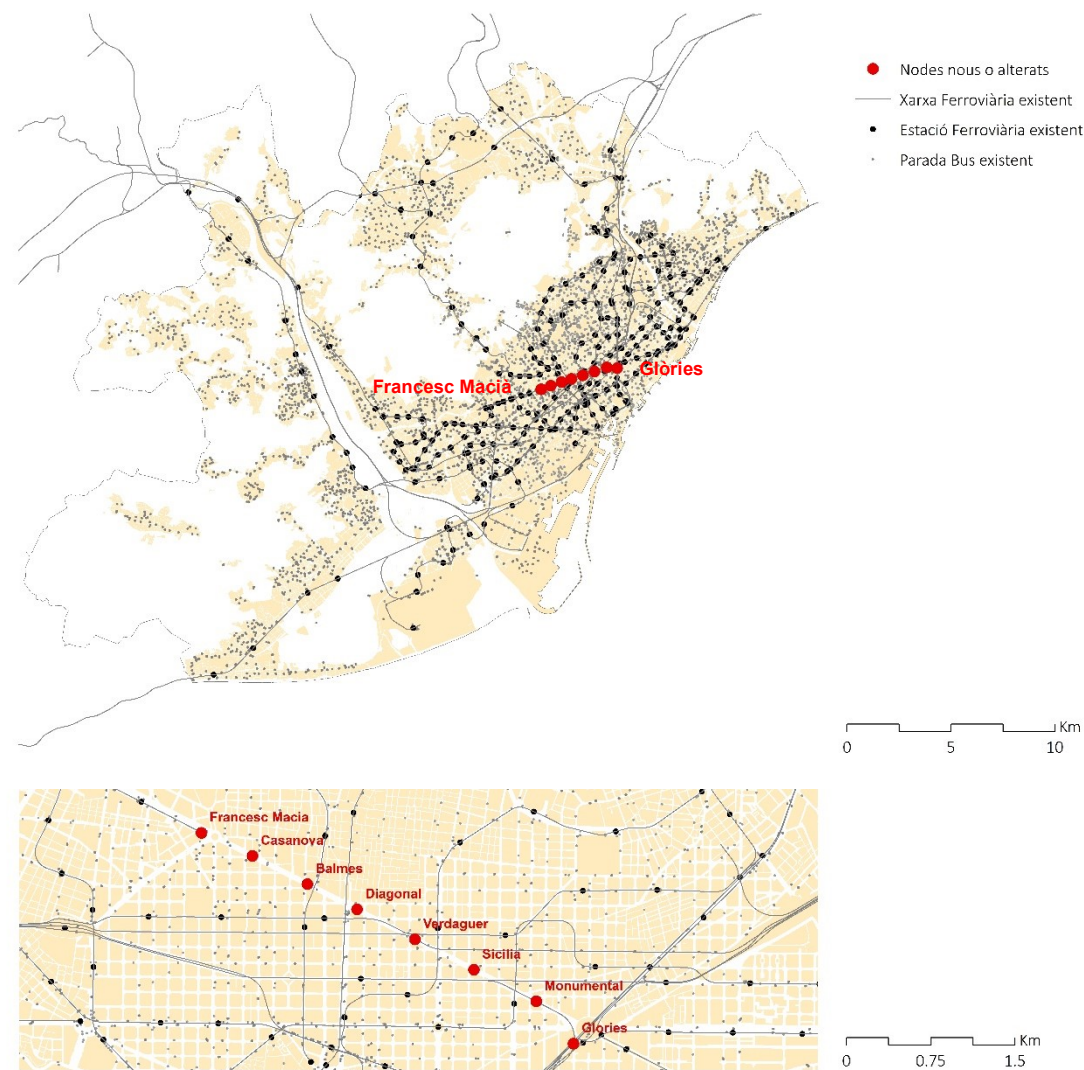 Nodes nous o alterats
Xarxa Ferroviària existent
Estació Ferroviària existent
Parada Bus existent
Glòries
Francesc Macià
Km
0 5 10
Francesc Macia
Casanova
Balmes
Diagonal
Verdaguer
Sicilia
Monumental
Glories
Km
0 0.75 1.5